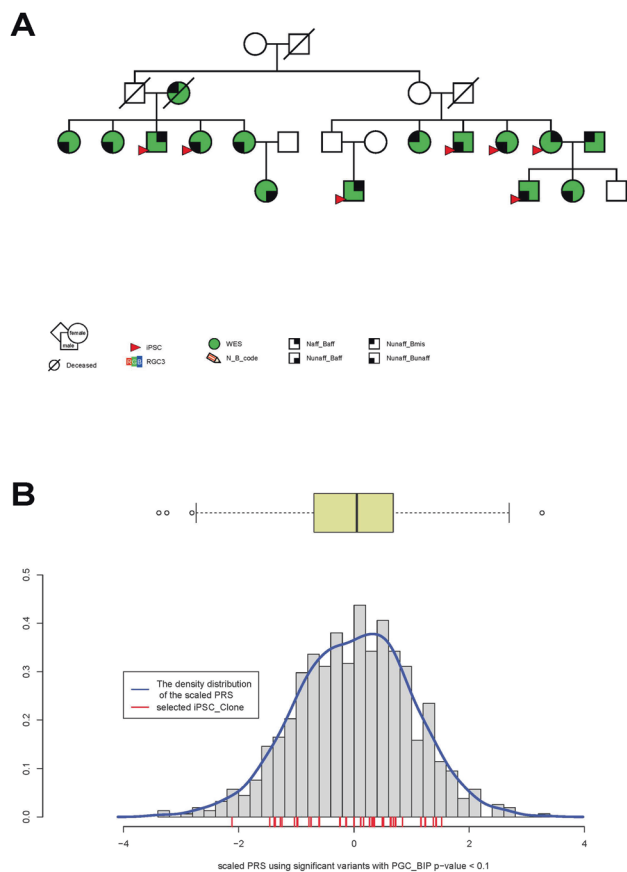 A
female
male
Deceased
iPSC
RGC3
WES
N_B_code
Naff_Baff
Nunaff_Baff
Nunaff_Bmis
Nunaff_Bunaff
B
0.5
0.4
0.3
0.2
0.1
0.0
The density distribution
of the scaled PRS
selected iPSC_Clone
−4 −2 0 2 4
scaled PRS using significant variants with PGC_BIP p-value < 0.1